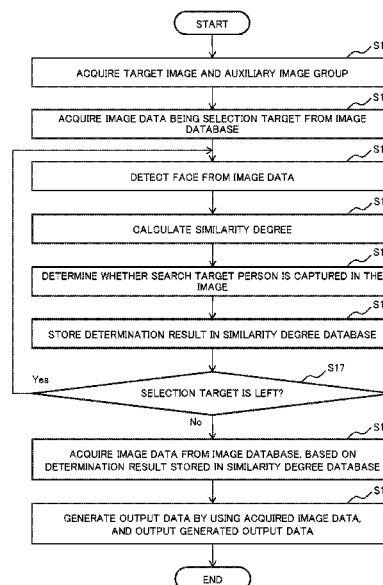 START
S1
ACQUIRE TARGET IMAGE AND AUXILIARY IMAGE GROUP
S1
ACQUIRE IMAGE DATA BEING SELECTION TARGET FROM IMAGE
DATABASE
S1
DETECT FACE FROM IMAGE DATA
S1
CALCULATE SIMILARITY DEGREE
S1
DETERMINE WHETHER SEARCH TARGET PERSON IS CAPTURED IN THE
IMAGE
S1
STORE DETERMINATION RESULT IN SIMILARITY DEGREE DATABASE
S17
Yes
SELECTION TARGET IS LEFT?
No
S1
ACQUIRE IMAGE DATA FROM IMAGE DATABASE, BASED ON
DETERMINATION RESULT STORED IN SIMILARITY DEGREE DATABASE
S1
GENERATE OUTPUT DATA BY USING ACQUIRED IMAGE DATA,
AND OUTPUT GENERATED OUTPUT DATA
END